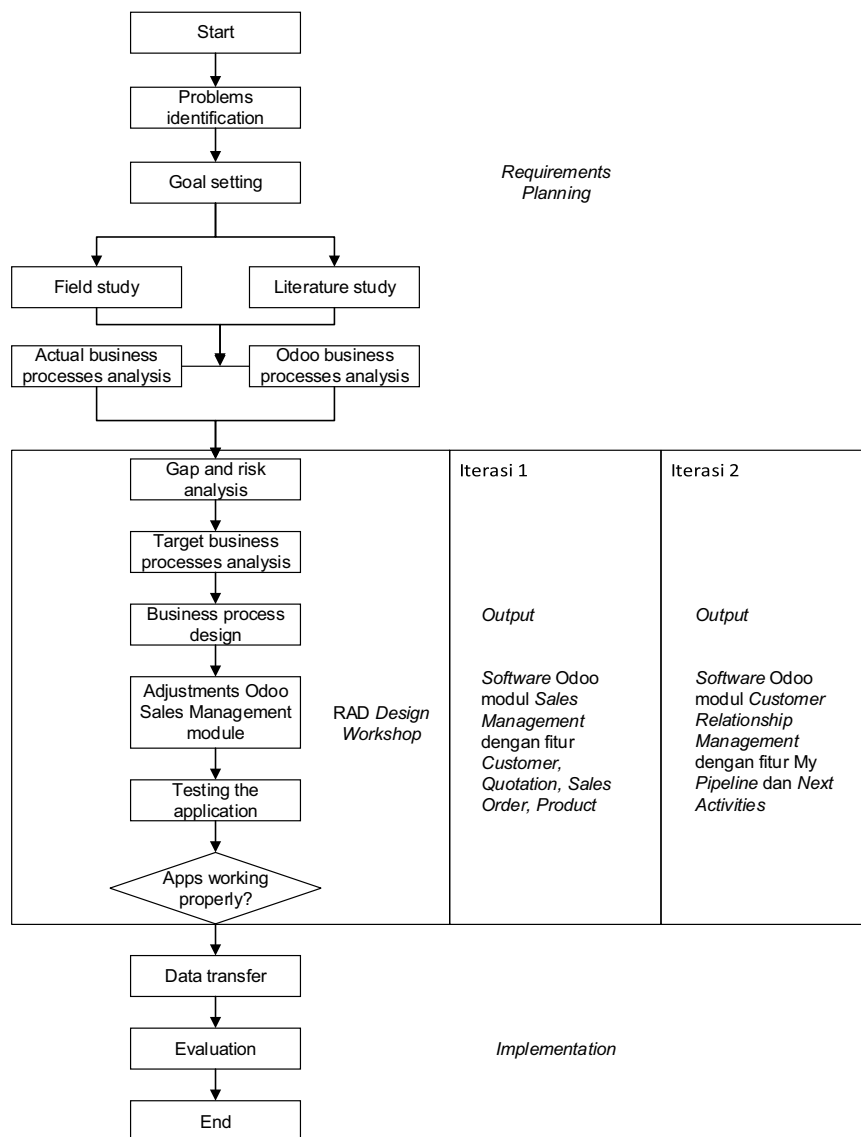 Start
Problems
identification
Goal setting
Requirements
Planning
Field study
Literature study
Actual business
processes analysis
Odoo business
processes analysis
Gap and risk
analysis
Target business
processes analysis
Business process
design
Adjustments Odoo
Sales Management
module
Testing the
application
Apps working
properly?
RAD Design
Workshop
Iterasi 1
Output
Software Odoo
modul Sales
Management
dengan fitur
Customer,
Quotation, Sales
Order, Product
Iterasi 2
Output
Software Odoo
modul Customer
Relationship
Management
dengan fitur My
Pipeline dan Next
Activities
Data transfer
Evaluation
Implementation
End